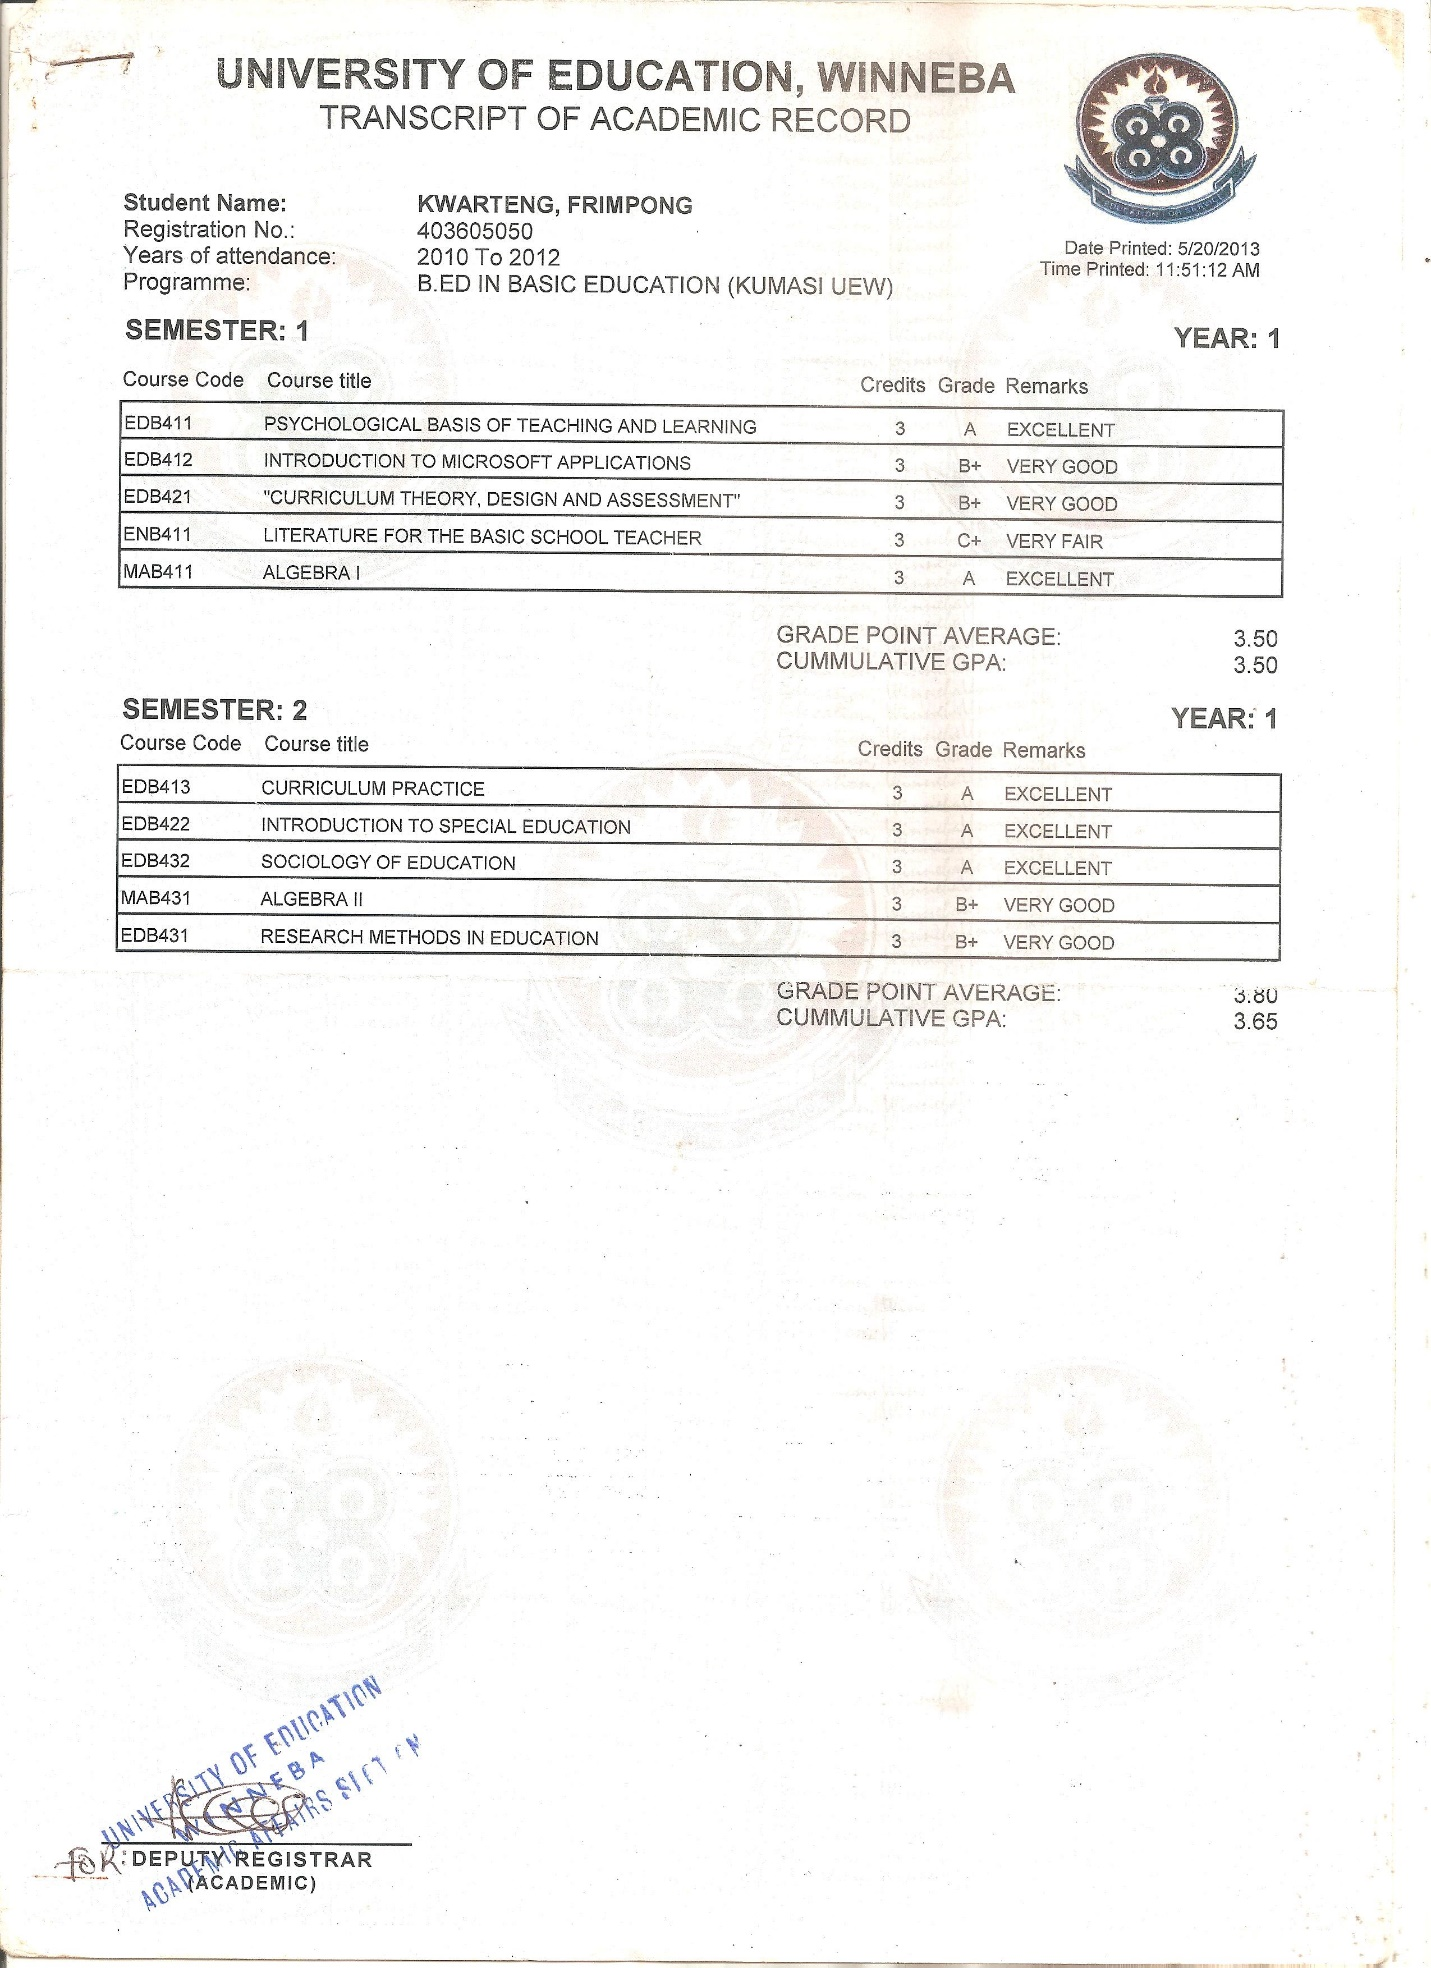 UNIVERSITY OF EDUCATION, WINNEBA
TRANSCRIPT OF ACADEMIC RECORD
Student Name: KWARTENG, FRIMPONG
Registration No.: 403605050
Years of attendance: 2010 To 2012
Programme: B.ED IN BASIC EDUCATION (KUMASI UEW)
Date Printed: 5/20/2013
Time Printed: 11:51:12 AM
SEMESTER: 1 YEAR: 1
Course Code Course title Credits Grade Remarks
EDB411 PSYCHOLOGICAL BASIS OF TEACHING AND LEARNING 3 A EXCELLENT
EDB412 INTRODUCTION TO MICROSOFT APPLICATIONS 3 B+ VERY GOOD
EDB421 "CURRICULUM THEORY, DESIGN AND ASSESSMENT" 3 B+ VERY GOOD
ENB411 LITERATURE FOR THE BASIC SCHOOL TEACHER 3 C+ VERY FAIR
MAB411 ALGEBRA I 3 A EXCELLENT
GRADE POINT AVERAGE: 3.50
CUMMULATIVE GPA: 3.50
SEMESTER: 2 YEAR: 1
Course Code Course title Credits Grade Remarks
EDB413 CURRICULUM PRACTICE 3 A EXCELLENT
EDB422 INTRODUCTION TO SPECIAL EDUCATION 3 A EXCELLENT
EDB432 SOCIOLOGY OF EDUCATION 3 A EXCELLENT
MAB431 ALGEBRA II 3 B+ VERY GOOD
EDB431 RESEARCH METHODS IN EDUCATION 3 B+ VERY GOOD
GRADE POINT AVERAGE: 3.80
CUMMULATIVE GPA: 3.65
UNIVERSITY OF EDUCATION
WINNEBA
ACADEMIC AFFAIRS SECTION
FOR: DEPUTY REGISTRAR
(ACADEMIC)